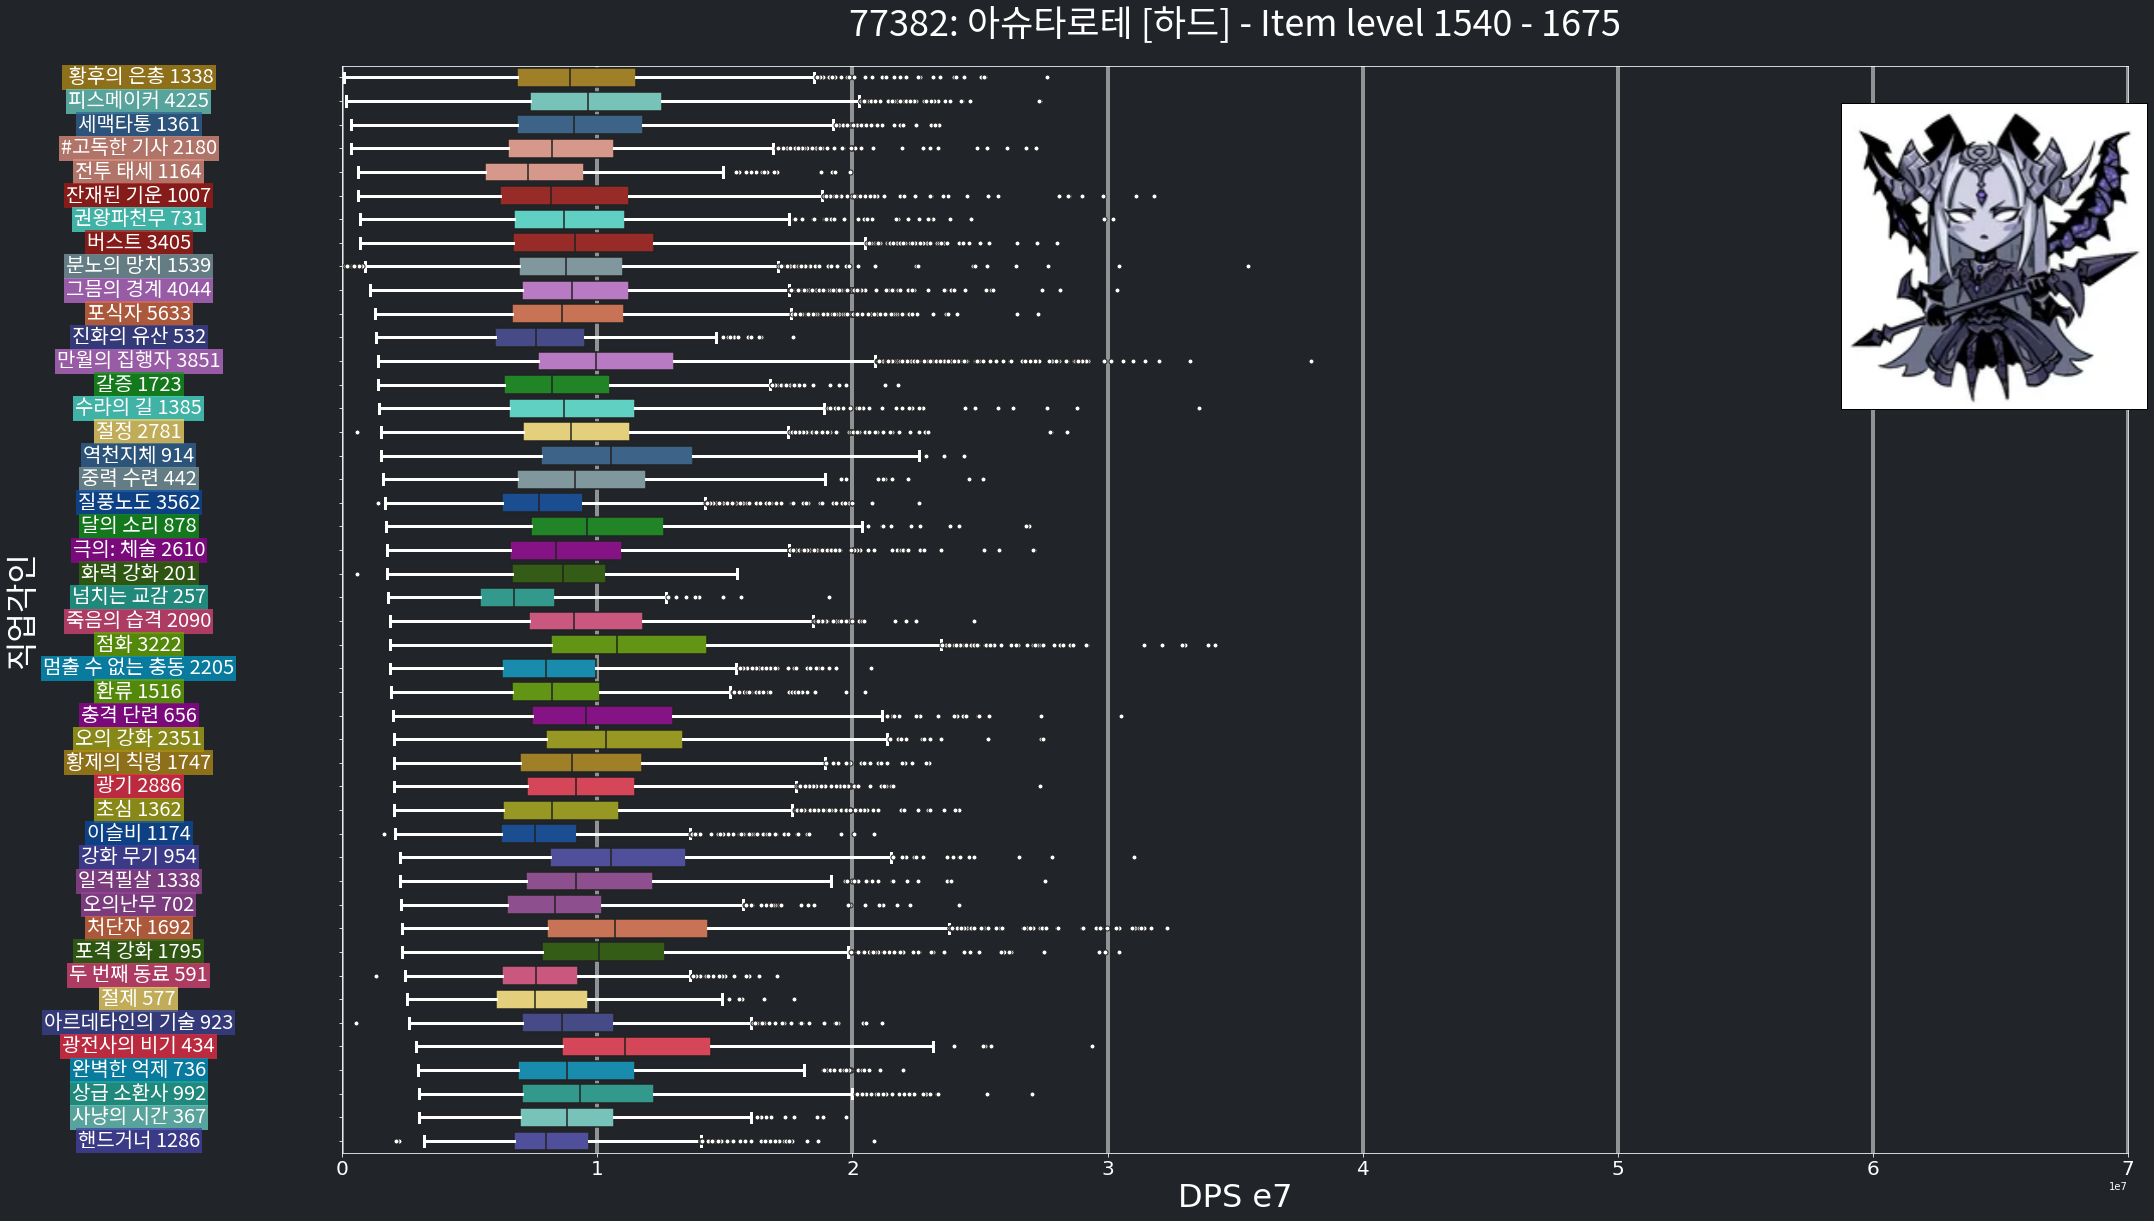 77382: 아슈타로테 [하드] - Item level 1540 - 1675
황후의 은총 1338
피스메이커 4225
세맥타통 1361
#고독한 기사 2180
전투 태세 1164
잔재된 기운 1007
권왕파천무 731
버스트 3405
분노의 망치 1539
그믐의 경계 4044
포식자 5633
진화의 유산 532
만월의 집행자 3851
갈증 1723
수라의 길 1385
절정 2781
역천지체 914
중력 수련 442
질풍노도 3562
달의 소리 878
극의: 체술 2610
화력 강화 201
넘치는 교감 257
죽음의 습격 2090
점화 3222
멈출 수 없는 충동 2205
환류 1516
충격 단련 656
오의 강화 2351
황제의 칙령 1747
광기 2886
초심 1362
이슬비 1174
강화 무기 954
일격필살 1338
오의난무 702
처단자 1692
포격 강화 1795
두 번째 동료 591
절제 577
아르데타인의 기술 923
광전사의 비기 434
완벽한 억제 736
상급 소환사 992
사냥의 시간 367
핸드거너 1286
직업각인
0 1 2 3 4 5 6 7
1e7
DPS e7